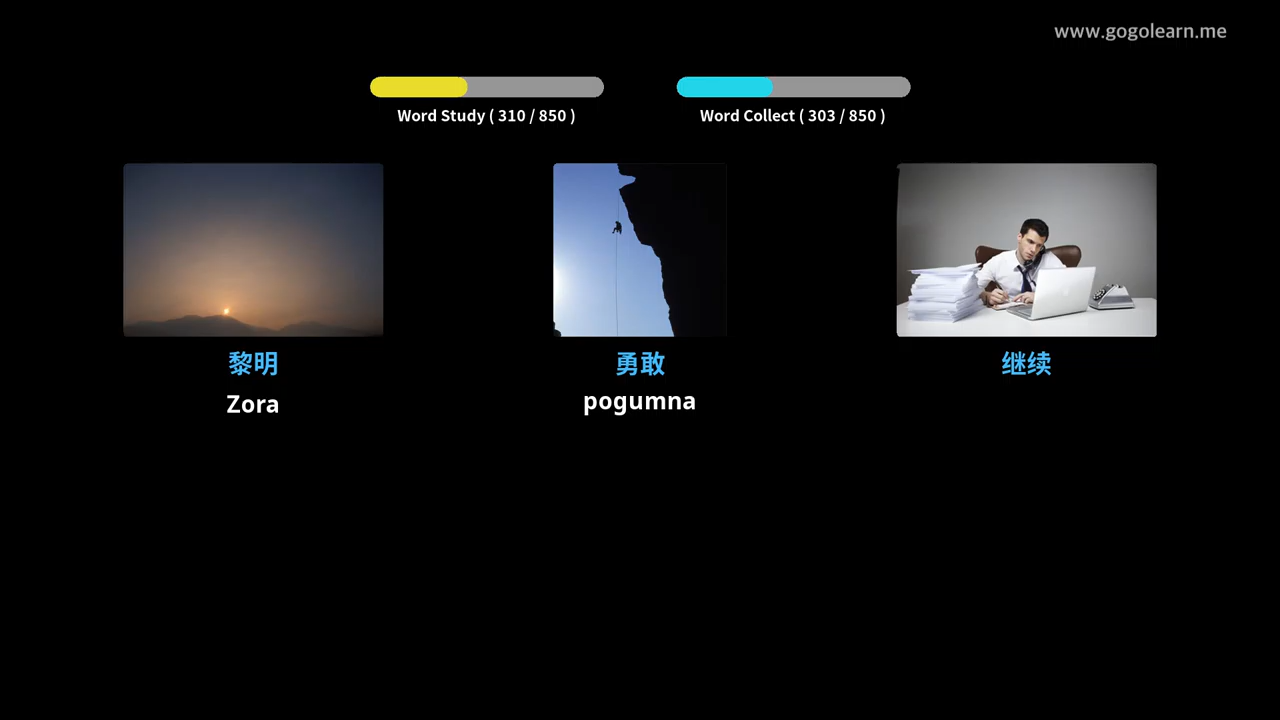 www.gogolearn.me
Word Study ( 310 / 850 )
Word Collect ( 303 / 850 )
黎明
勇敢
继续
Zora
pogumna